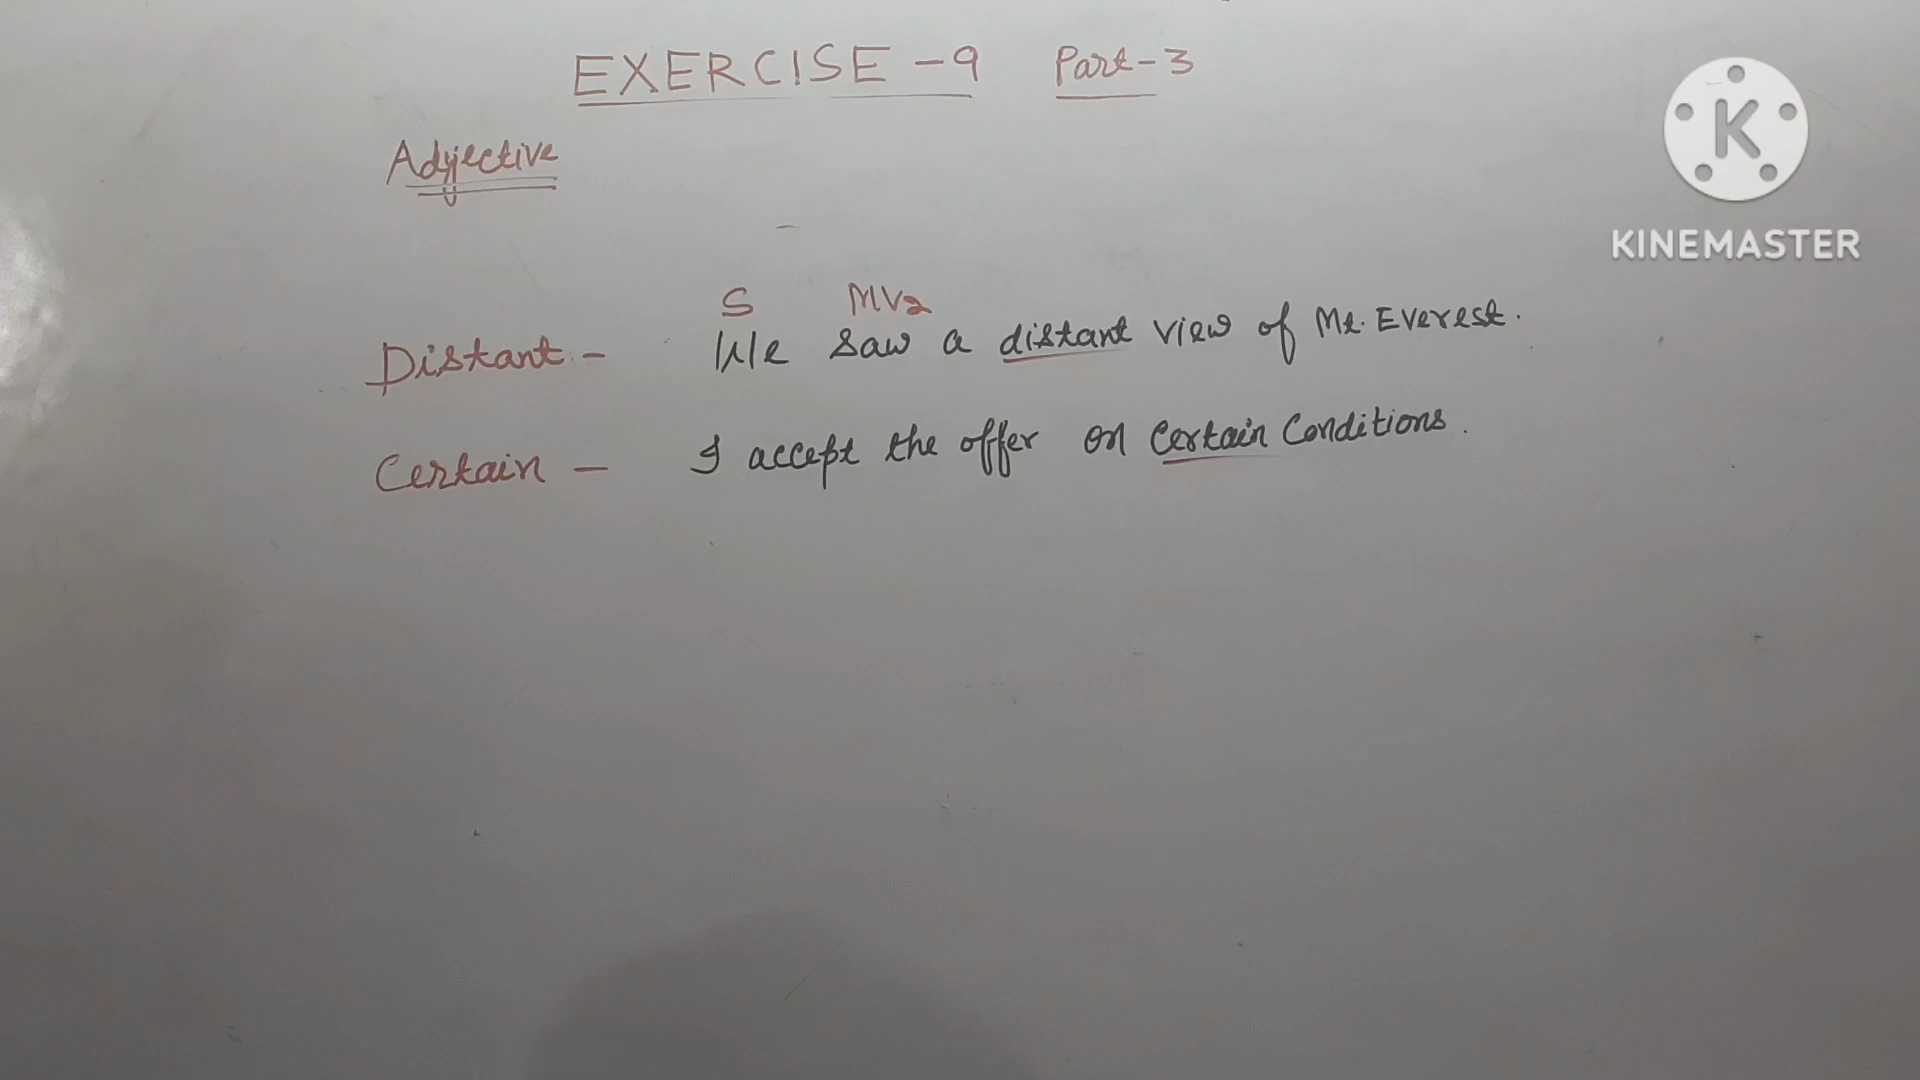 EXERCISE - 9 Part - 3
Adjective
S MV2
Distant - We saw a distant view of Mt. Everest.
Certain - I accept the offer on certain conditions.
K
KINEMASTER